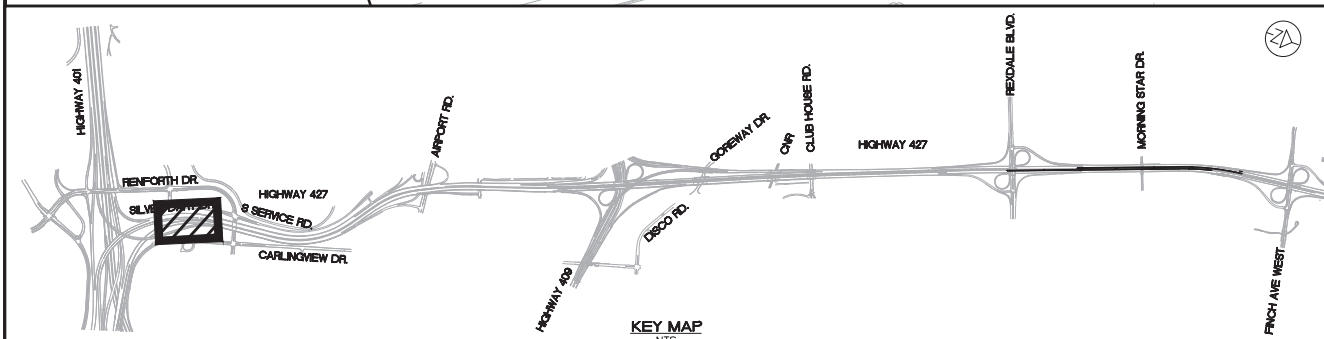 HIGHWAY 401
RENFORTH DR.
HIGHWAY 427
S SERVICE RD.
CARLINGVIEW DR.
AIRPORT RD.
HIGHWAY 409
DISCO RD.
GOREWAY DR.
CNR
CLUB HOUSE RD.
HIGHWAY 427
REXDALE BLVD.
MORNING STAR DR.
FINCH AVE WEST
N
KEY MAP
NTS